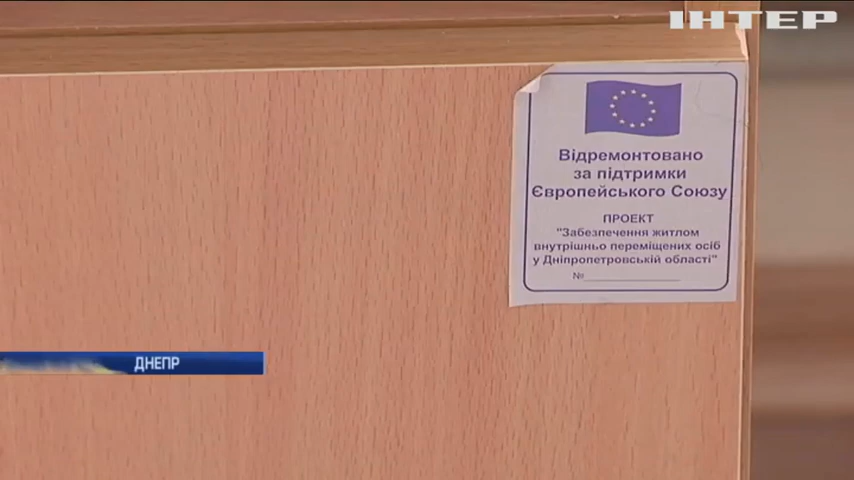 ІНТЕР
Відремонтовано
за підтримки
Європейського Союзу
ПРОЕКТ
"Забезпечення житлом
внутрішньо переміщених осіб
у Дніпропетровській області"
№
ДНЕПР